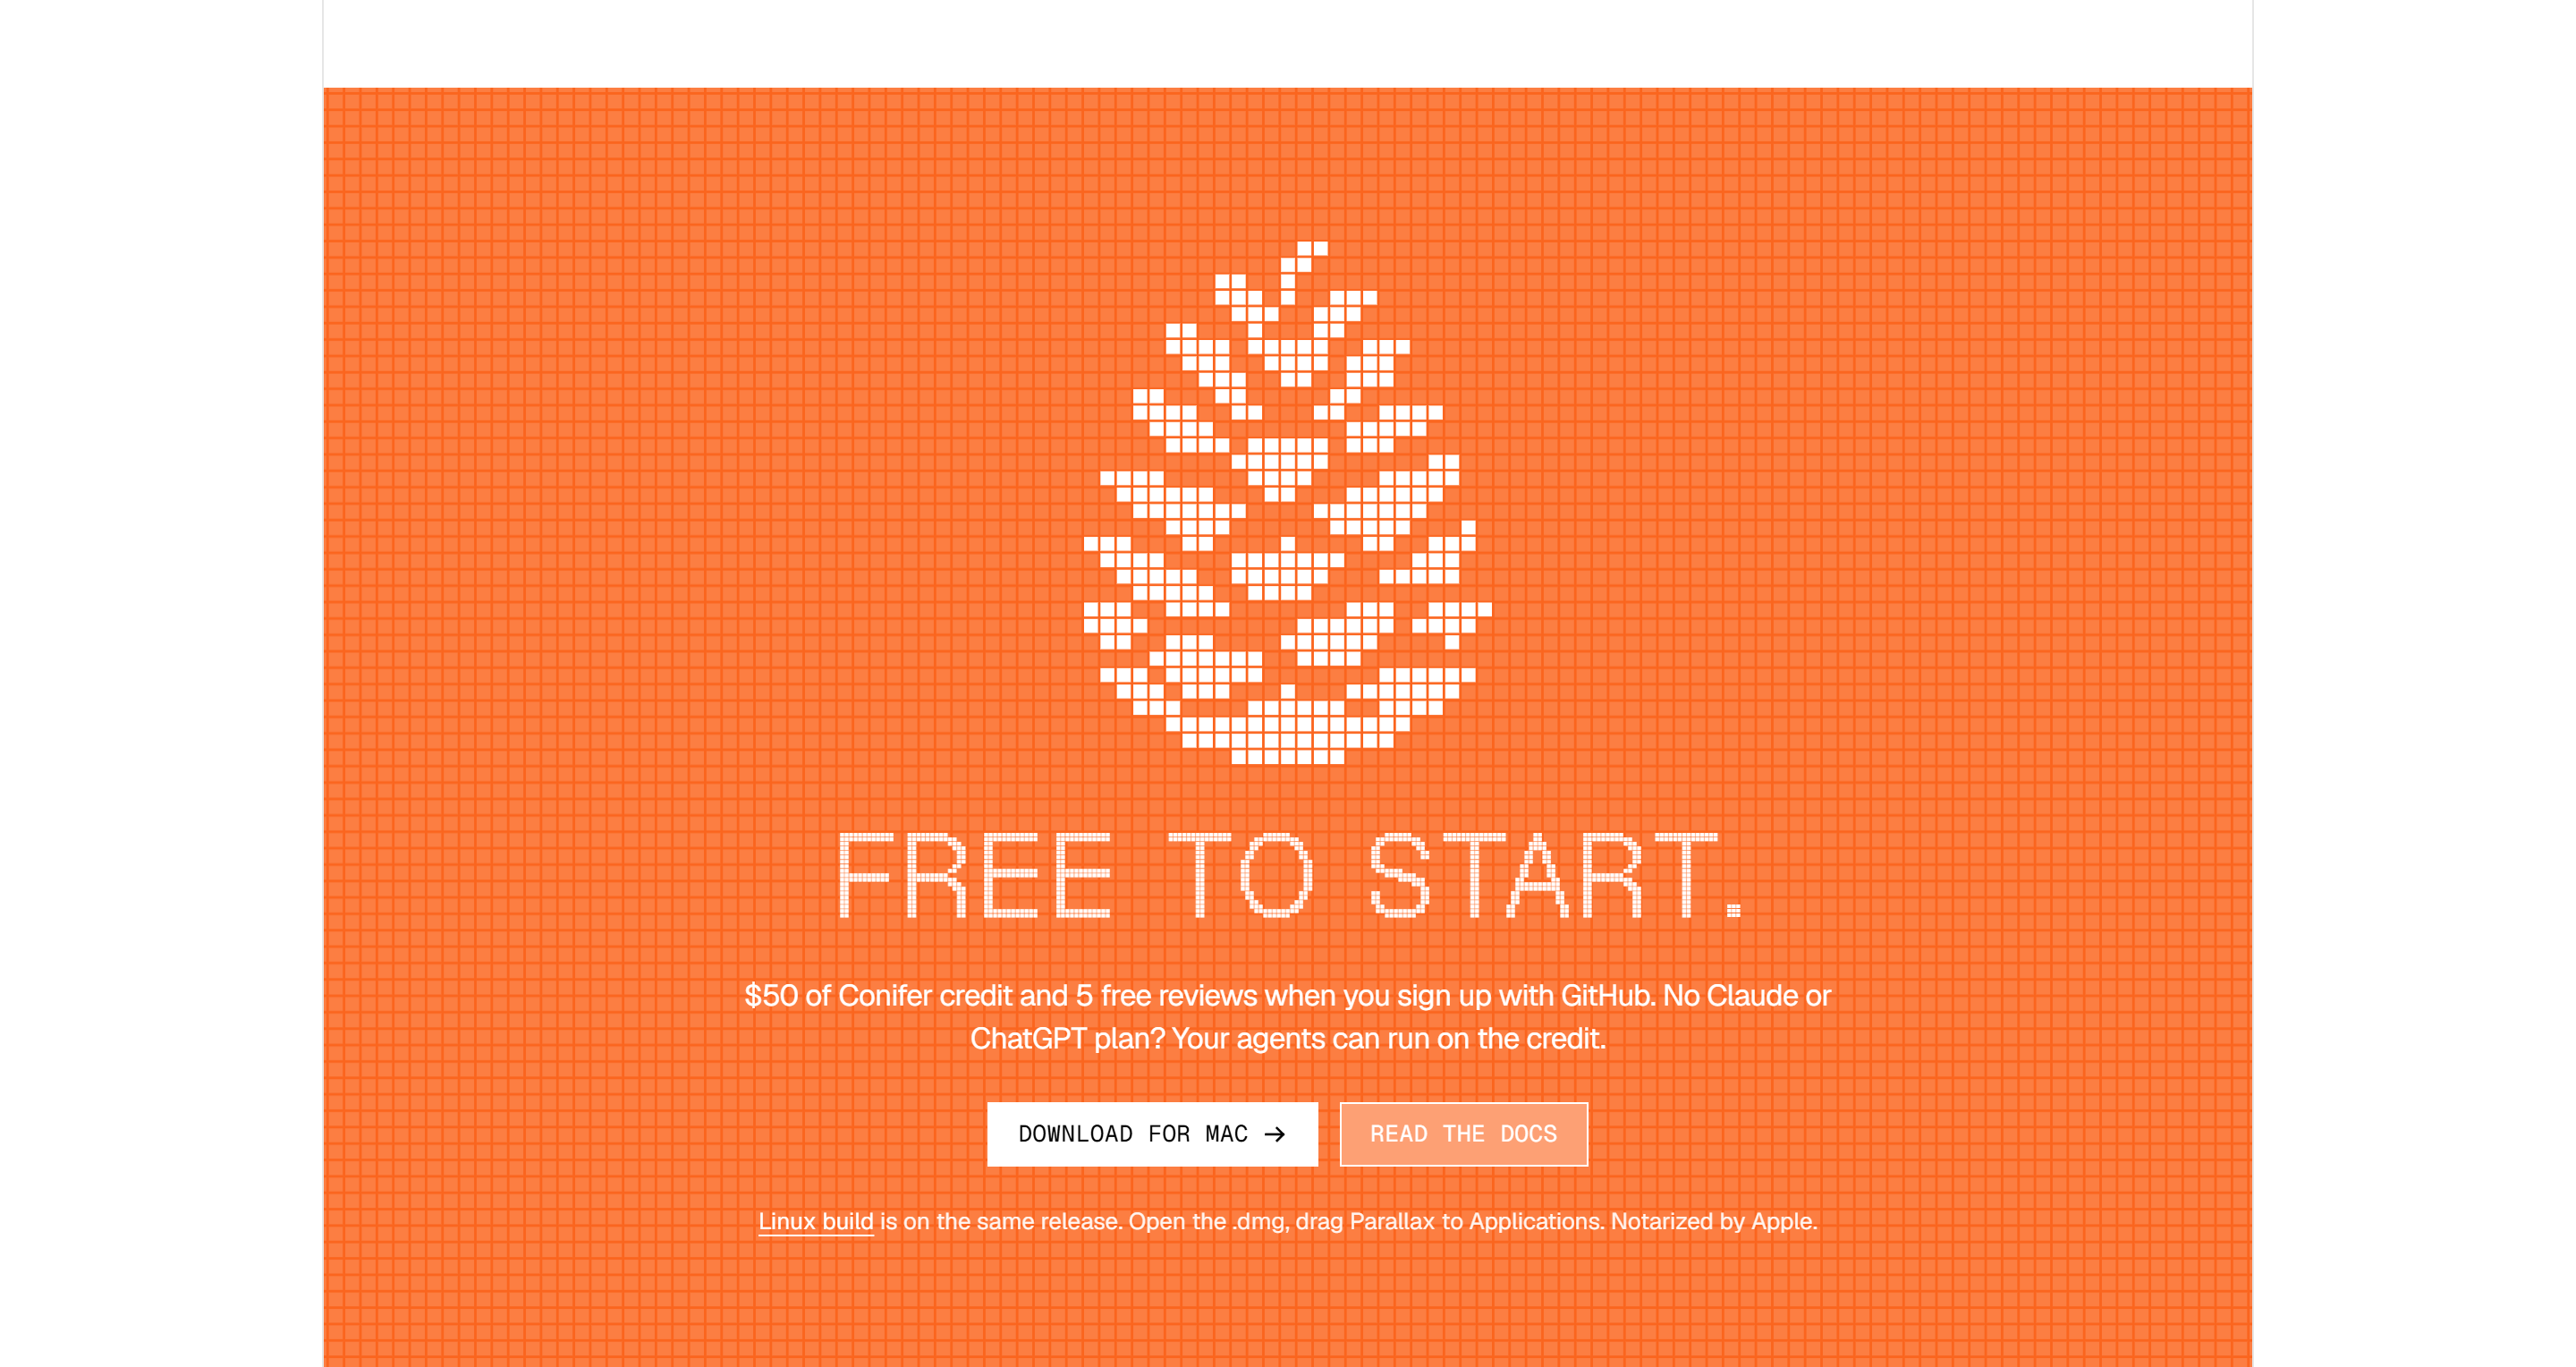 FREE TO START.
$50 of Conifer credit and 5 free reviews when you sign up with GitHub. No Claude or
ChatGPT plan? Your agents can run on the credit.
DOWNLOAD FOR MAC →
READ THE DOCS
Linux build is on the same release. Open the .dmg, drag Parallax to Applications. Notarized by Apple.